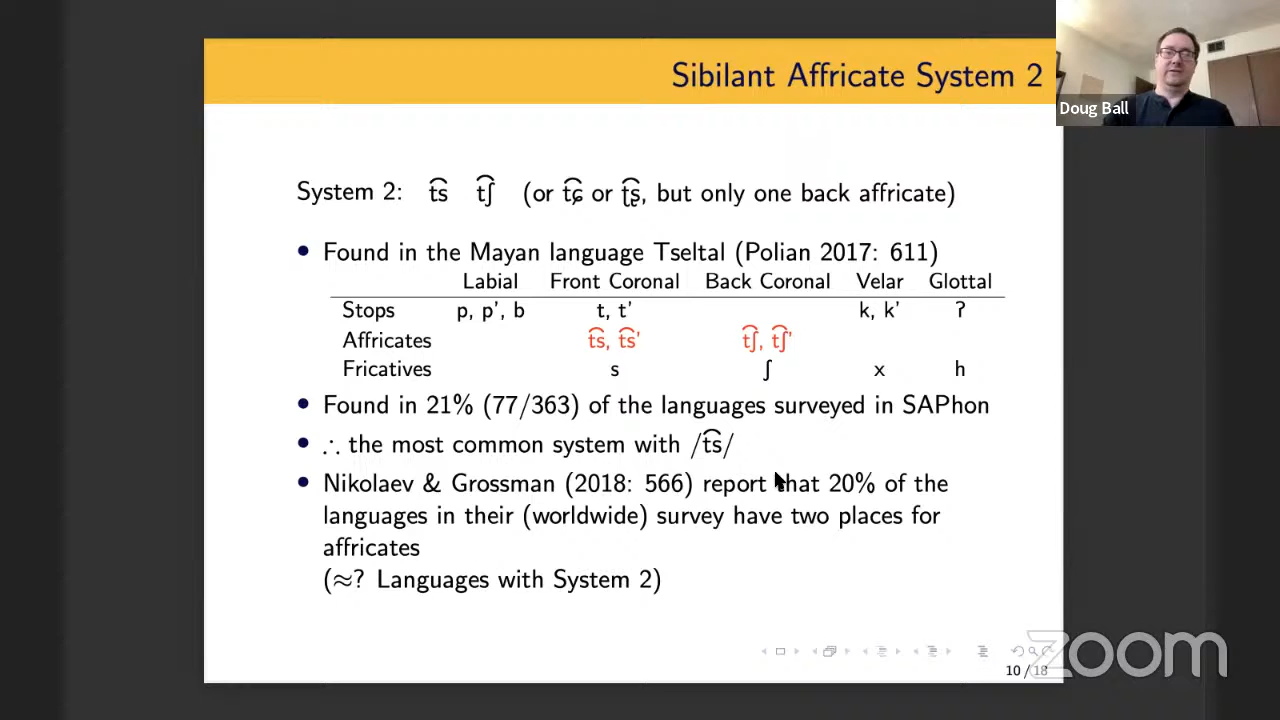 Sibilant Affricate System 2
Doug Ball
System 2: t͡s t͡ʃ (or t͡ɕ or ʈ͡ʂ, but only one back affricate)
• Found in the Mayan language Tseltal (Polian 2017: 611)
Labial Front Coronal Back Coronal Velar Glottal
Stops p, p’, b t, t’ k, k’ ʔ
Affricates t͡s, t͡s’ t͡ʃ, t͡ʃ’
Fricatives s ʃ x h
• Found in 21% (77/363) of the languages surveyed in SAPhon
• ∴ the most common system with /t͡s/
• Nikolaev & Grossman (2018: 566) report that 20% of the
languages in their (worldwide) survey have two places for
affricates
(≈? Languages with System 2)
10 / 18
zoom